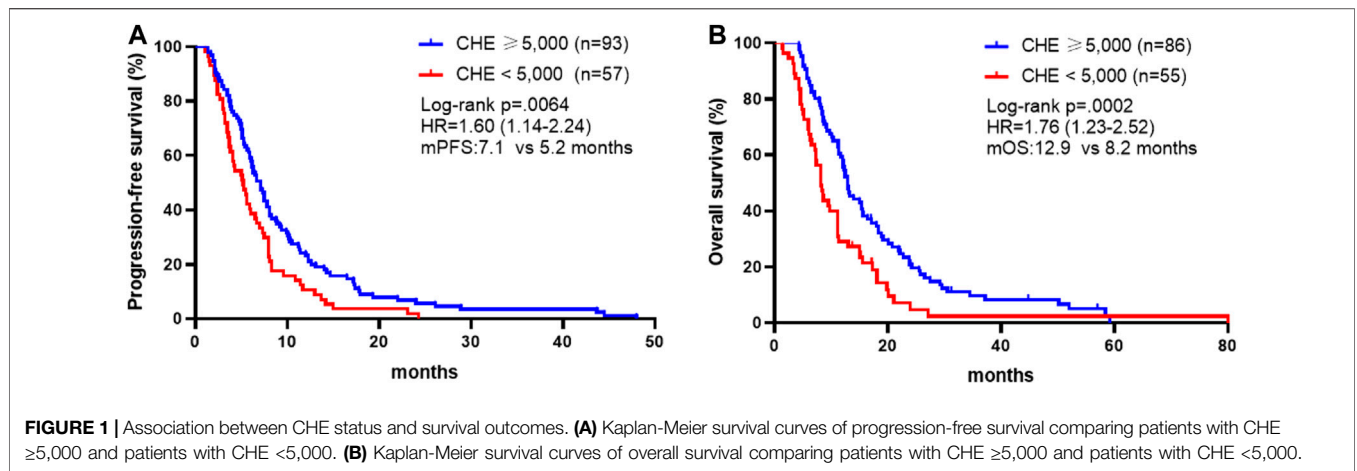 A
Progression-free survival (%)
100
80
60
40
20
0
CHE ≥ 5,000 (n=93)
CHE < 5,000 (n=57)
Log-rank p=.0064
HR=1.60 (1.14-2.24)
mPFS:7.1 vs 5.2 months
0 10 20 30 40 50
months
B
Overall survival (%)
100
80
60
40
20
0
CHE ≥ 5,000 (n=86)
CHE < 5,000 (n=55)
Log-rank p=.0002
HR=1.76 (1.23-2.52)
mOS:12.9 vs 8.2 months
0 20 40 60 80
months
FIGURE 1 | Association between CHE status and survival outcomes. (A) Kaplan-Meier survival curves of progression-free survival comparing patients with CHE
≥5,000 and patients with CHE <5,000. (B) Kaplan-Meier survival curves of overall survival comparing patients with CHE ≥5,000 and patients with CHE <5,000.